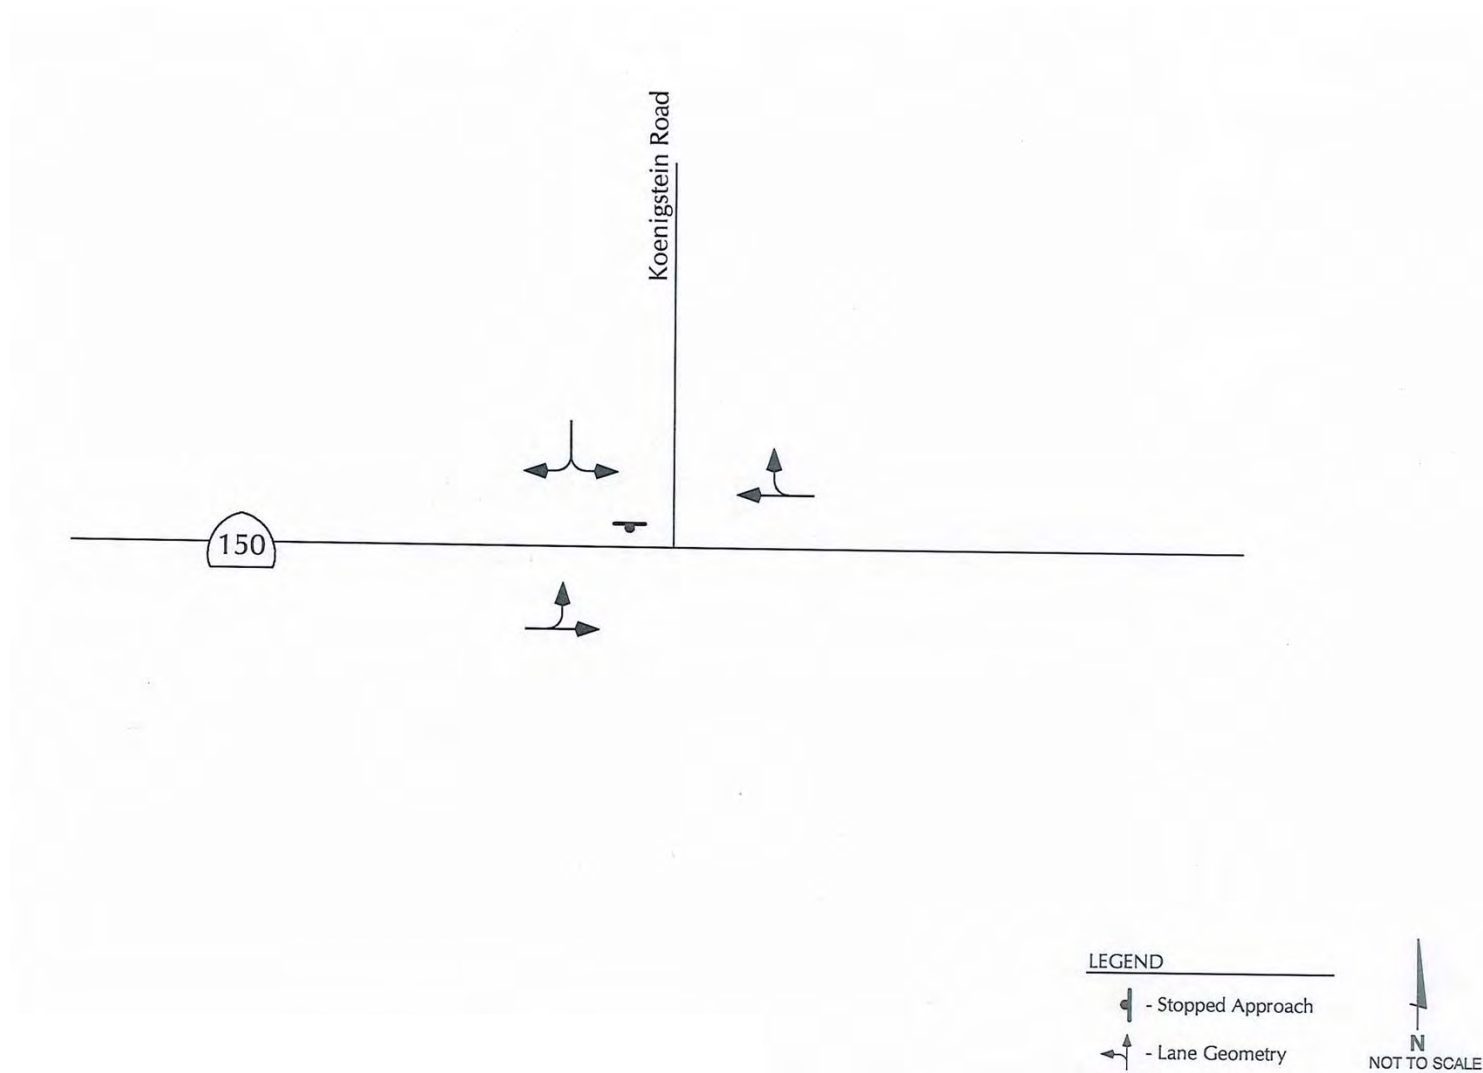 Koenigstein Road
150
LEGEND
- Stopped Approach
- Lane Geometry
N
NOT TO SCALE